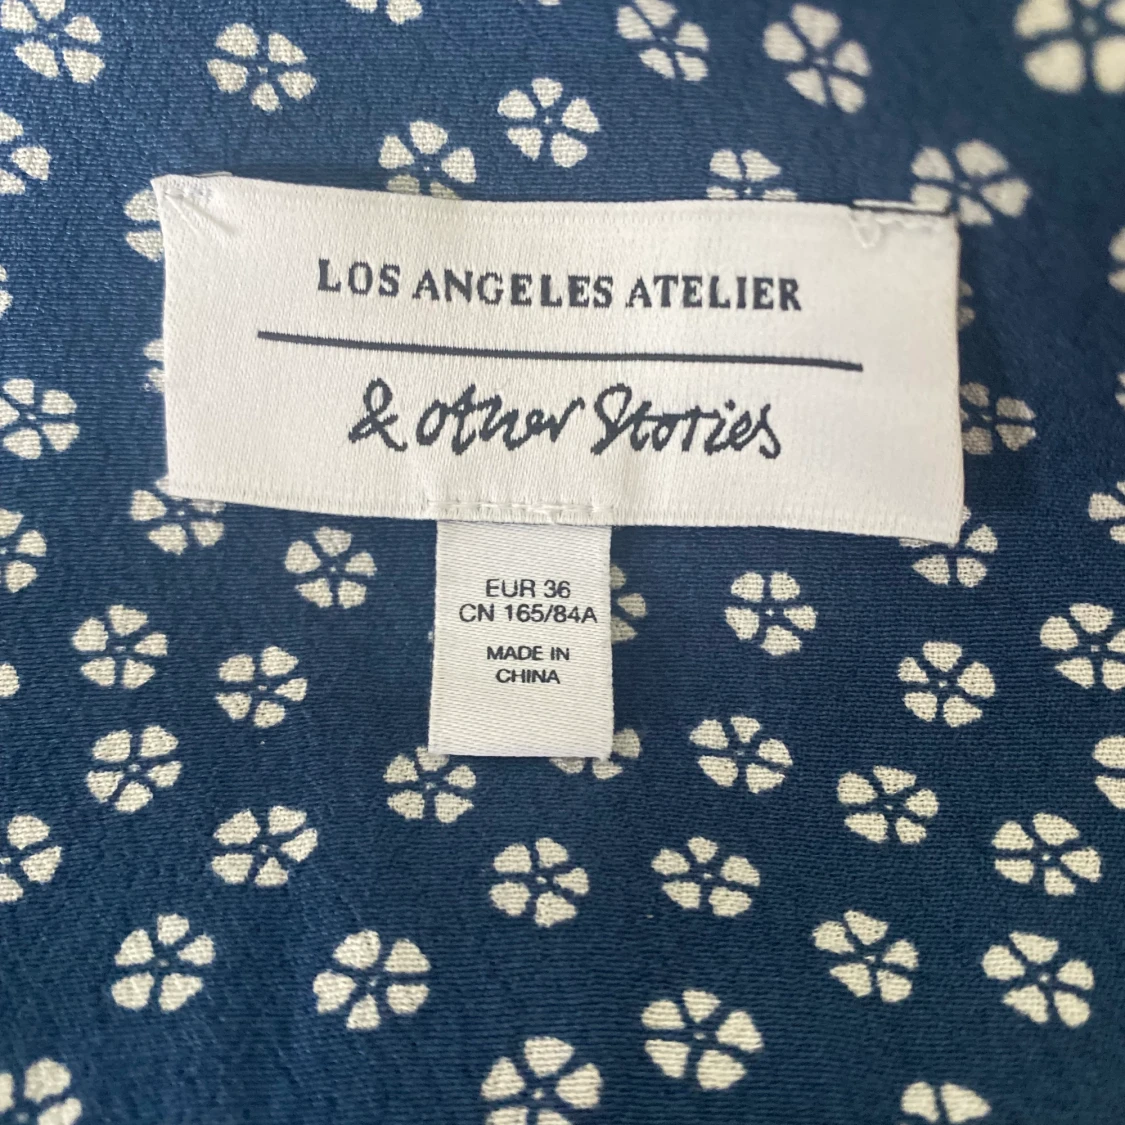 LOS ANGELES ATELIER
& other Stories
EUR 36
CN 165/84A
MADE IN
CHINA